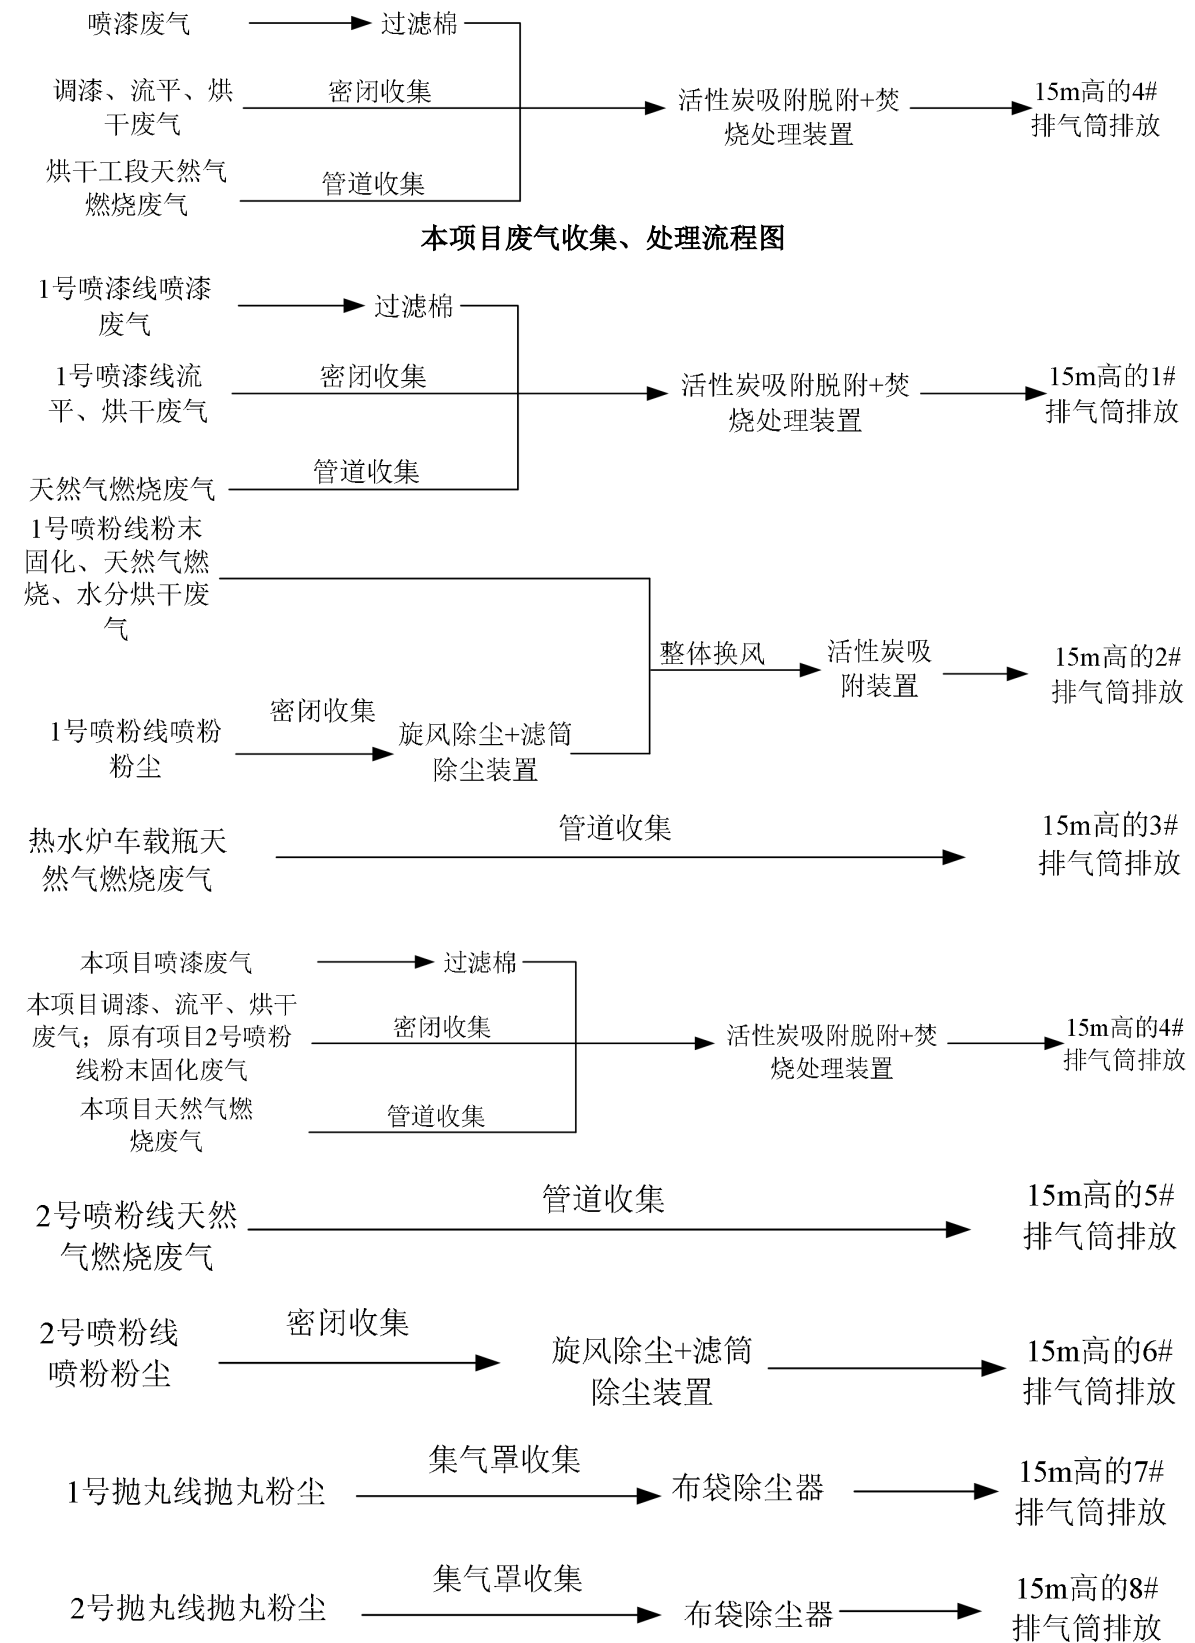 喷漆废气
过滤棉
调漆、流平、烘
干废气
密闭收集
活性炭吸附脱附+焚
烧处理装置
15m高的4#
排气筒排放
烘干工段天然气
燃烧废气
管道收集
本项目废气收集、处理流程图
1号喷漆线喷漆
废气
过滤棉
1号喷漆线流
平、烘干废气
密闭收集
活性炭吸附脱附+焚
烧处理装置
15m高的1#
排气筒排放
天然气燃烧废气
管道收集
1号喷粉线粉末
固化、天然气燃
烧、水分烘干废
气
整体换风
活性炭吸
附装置
15m高的2#
排气筒排放
1号喷粉线喷粉
粉尘
密闭收集
旋风除尘+滤筒
除尘装置
热水炉车载瓶天
然气燃烧废气
管道收集
15m高的3#
排气筒排放
本项目喷漆废气
过滤棉
本项目调漆、流平、烘干
废气；原有项目2号喷粉
线粉末固化废气
密闭收集
活性炭吸附脱附+焚
烧处理装置
15m高的4#
排气筒排放
本项目天然气燃
烧废气
管道收集
2号喷粉线天然
气燃烧废气
管道收集
15m高的5#
排气筒排放
2号喷粉线
喷粉粉尘
密闭收集
旋风除尘+滤筒
除尘装置
15m高的6#
排气筒排放
1号抛丸线抛丸粉尘
集气罩收集
布袋除尘器
15m高的7#
排气筒排放
2号抛丸线抛丸粉尘
集气罩收集
布袋除尘器
15m高的8#
排气筒排放